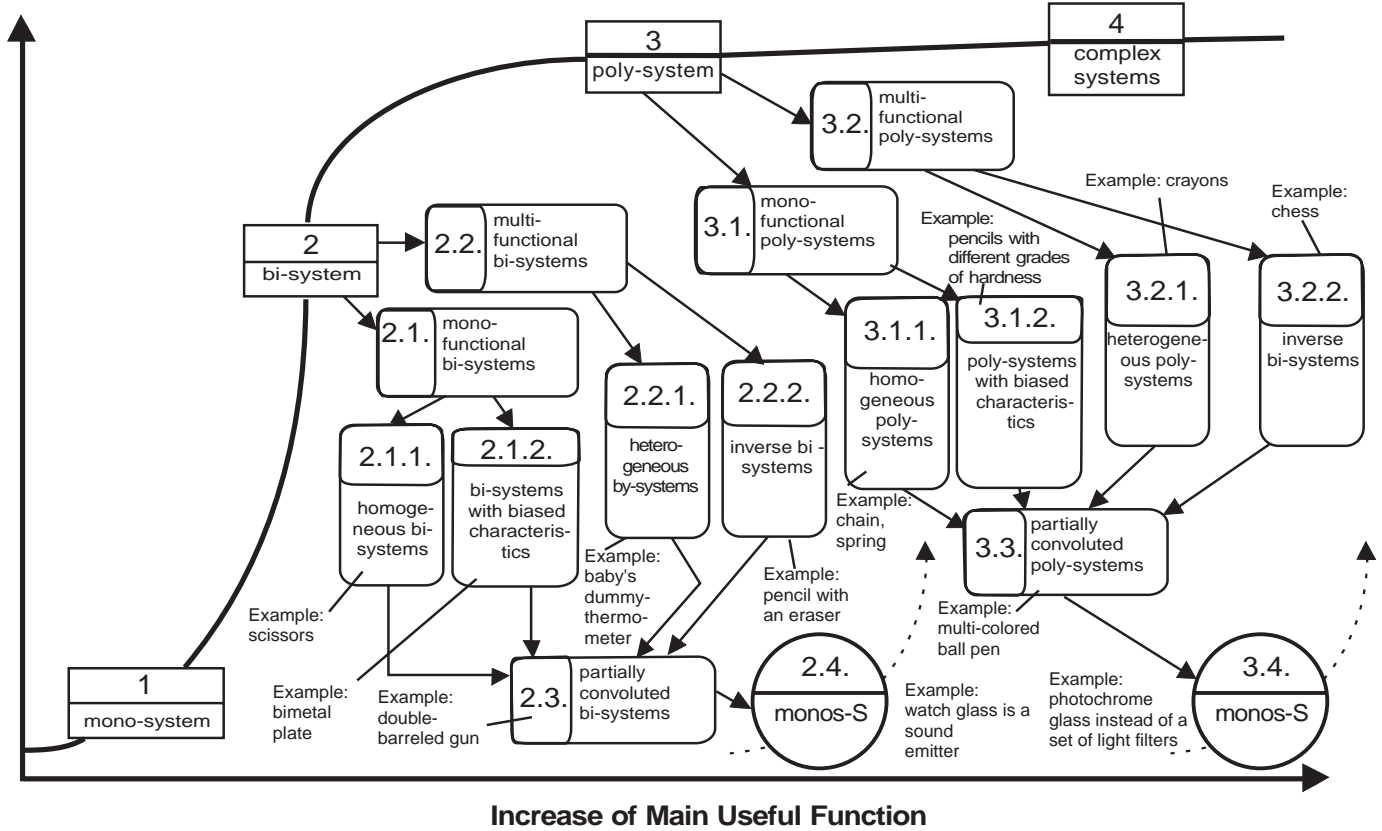 4
complex
systems
3
poly-system
3.2.
multi-
functional
poly-systems
Example: crayons
Example:
chess
3.1.
mono-
functional
poly-systems
Example:
pencils with
different grades
of hardness
2
bi-system
2.2.
multi-
functional
bi-systems
2.1.
mono-
functional
bi-systems
3.2.1.
heterogene-
ous poly-
systems
3.2.2.
inverse
bi-systems
3.1.1.
homo-
geneous
poly-
systems
3.1.2.
poly-systems
with biased
characteris-
tics
2.2.1.
hetero-
geneous
by-systems
2.2.2.
inverse bi -
systems
2.1.1.
homoge-
neous bi-
systems
2.1.2.
bi-systems
with biased
characteris-
tics
Example:
chain,
spring
3.3.
partially
convoluted
poly-systems
Example:
baby's
dummy-
thermo-
meter
Example:
pencil with
an eraser
Example:
scissors
Example:
multi-colored
ball pen
1
mono-system
Example:
bimetal
plate
Example:
double-
barreled gun
2.3.
partially
convoluted
bi-systems
2.4.
monos-S
Example:
watch glass is a
sound
emitter
Example:
photochrome
glass instead of a
set of light filters
3.4.
monos-S
Increase of Main Useful Function